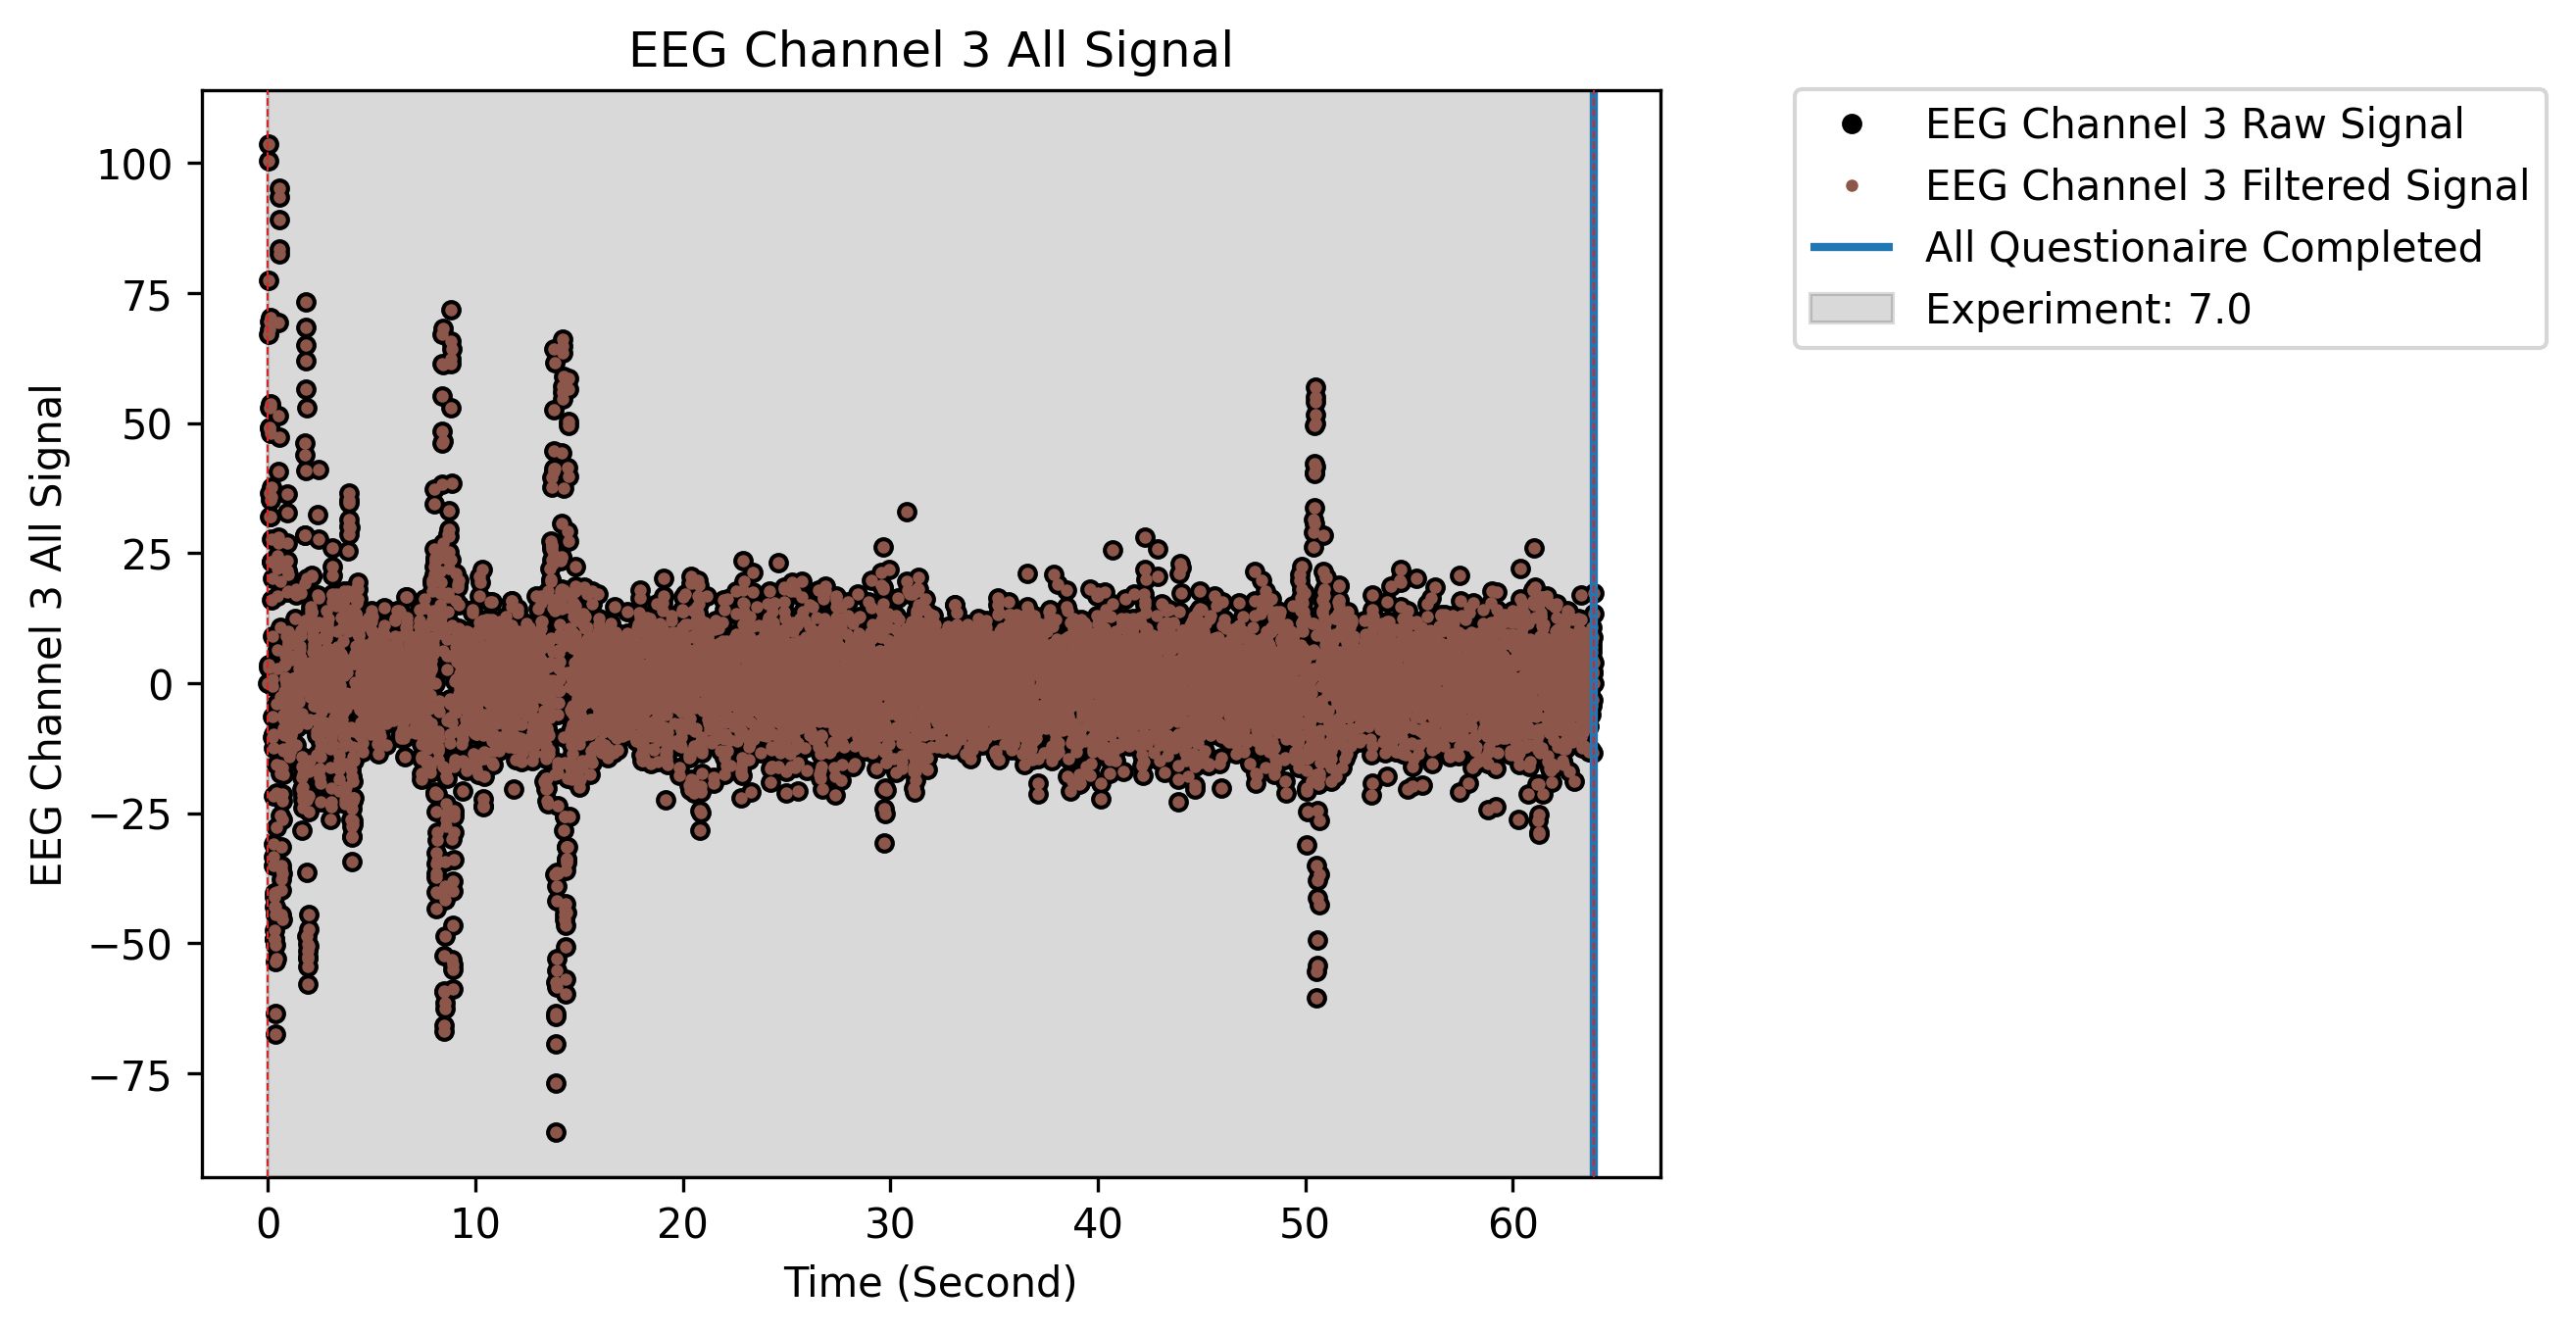 EEG Channel 3 All Signal
EEG Channel 3 All Signal
100
75
50
25
0
−25
−50
−75
0 10 20 30 40 50 60
Time (Second)
EEG Channel 3 Raw Signal
EEG Channel 3 Filtered Signal
All Questionaire Completed
Experiment: 7.0